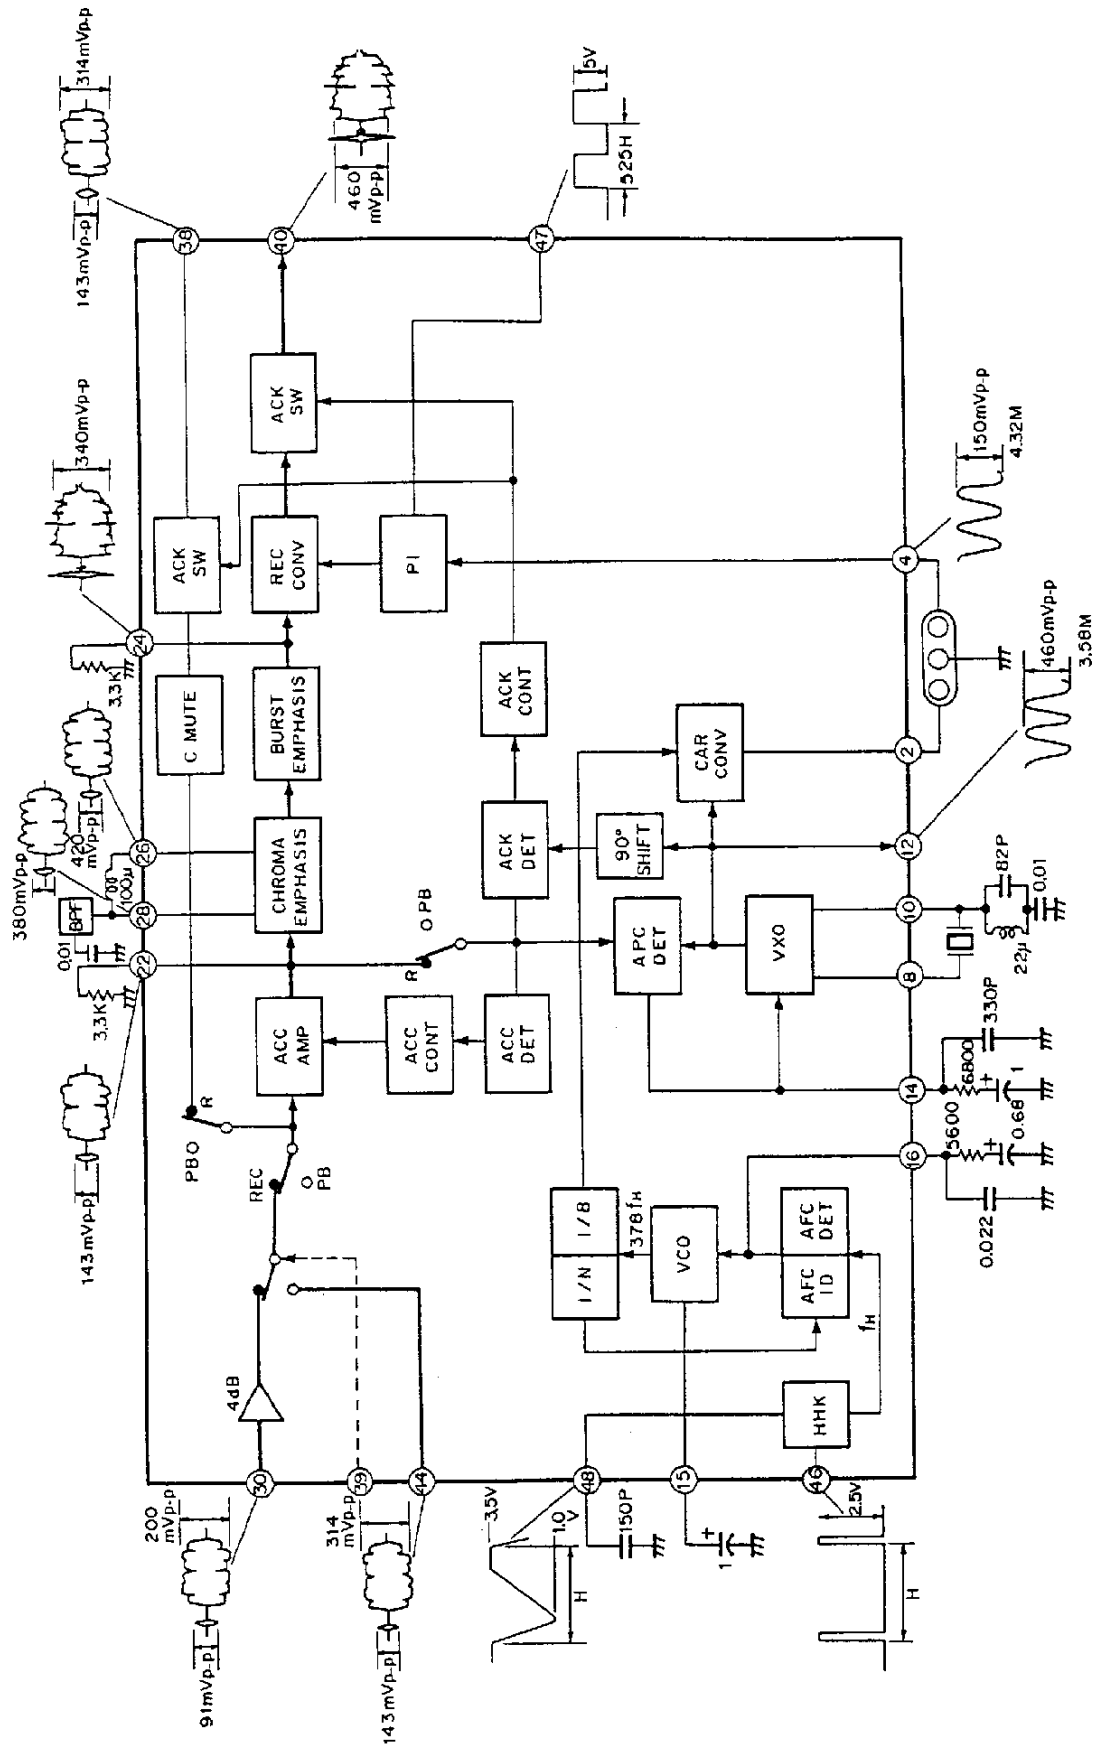 200
mVp-p
91mVp-p
314
mVp-p
143mVp-p
30
39
44
48
15
46
4dB
3.5V
1.0
V
H
150P
1
+
2.5V
H
HHK
fH
AFC
ID
AFC
DET
VCO
378fH
1/N
1/8
REC
PB
PBO
R
ACC
AMP
ACC
CONT
ACC
DET
R
O PB
CHROMA
EMPHASIS
BURST
EMPHASIS
C MUTE
ACK
SW
REC
CONV
PI
ACK
SW
ACK
DET
ACK
CONT
90°
SHIFT
APC
DET
VXO
CAR
CONV
143mVp-p
3.3K
22
0.01
BPF
28
380mVp-p
100μ
26
420
mVp-p
3.3K
24
340mVp-p
143mVp-p
314mVp-p
38
40
460
mVp-p
47
525H
5V
16
0.022
5600
+
0.68
14
6800
+
1
330P
8
10
22μ
82P
0.01
12
460mVp-p
3.58M
2
4
150mVp-p
4.32M